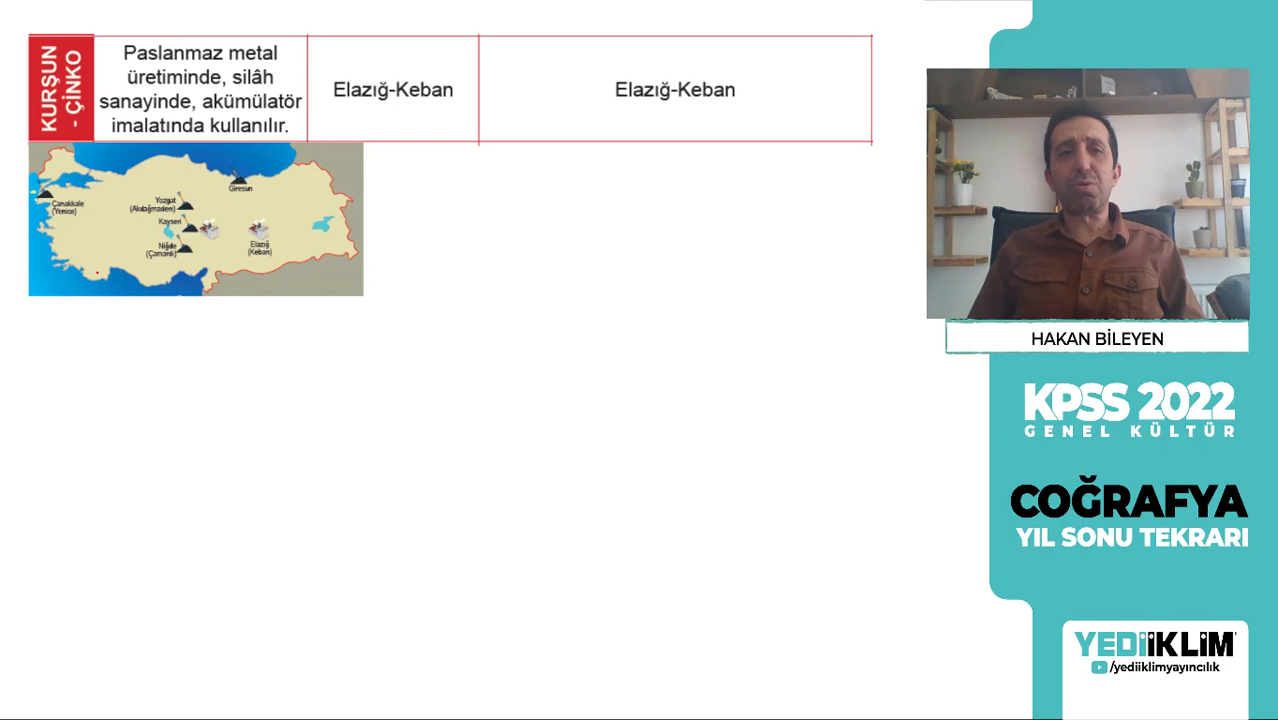 KURŞUN
- ÇİNKO
Paslanmaz metal
üretiminde, silâh
sanayinde, akümülatör
imalatında kullanılır.
Elazığ-Keban
Elazığ-Keban
Giresun
Çanakkale
(Yenice)
Yozgat
(Akdağmadeni)
Kayseri
Niğde
(Çamardı)
Elazığ
(Keban)
HAKAN BİLEYEN
KPSS 2022
GENEL KÜLTÜR
COĞRAFYA
YIL SONU TEKRARI
YEDİİKLİM
/yediiklimyayıncılık